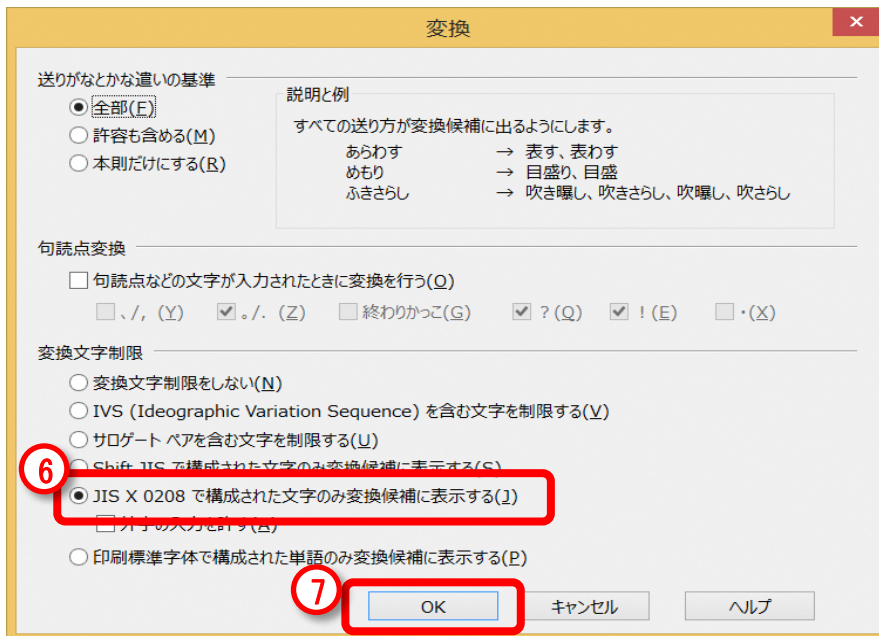 変換
送りがなとかな遣いの基準
全部(F)
許容も含める(M)
本則だけにする(R)
説明と例
すべての送り方が変換候補に出るようにします。
あらわす → 表す、表わす
めもり → 目盛り、目盛
ふきさらし → 吹き曝し、吹きさらし、吹曝し、吹さらし
句読点変換
句読点などの文字が入力されたときに変換を行う(O)
、/, (Y) 。/. (Z) 終わりかっこ(G) ? (Q) ! (E) ・(X)
変換文字制限
変換文字制限をしない(N)
IVS (Ideographic Variation Sequence) を含む文字を制限する(V)
サロゲート ペアを含む文字を制限する(U)
Shift JIS で構成された文字のみ変換候補に表示する(S)
⑥
JIS X 0208 で構成された文字のみ変換候補に表示する(J)
外字の入力を許す(A)
印刷標準字体で構成された単語のみ変換候補に表示する(P)
⑦
OK キャンセル ヘルプ